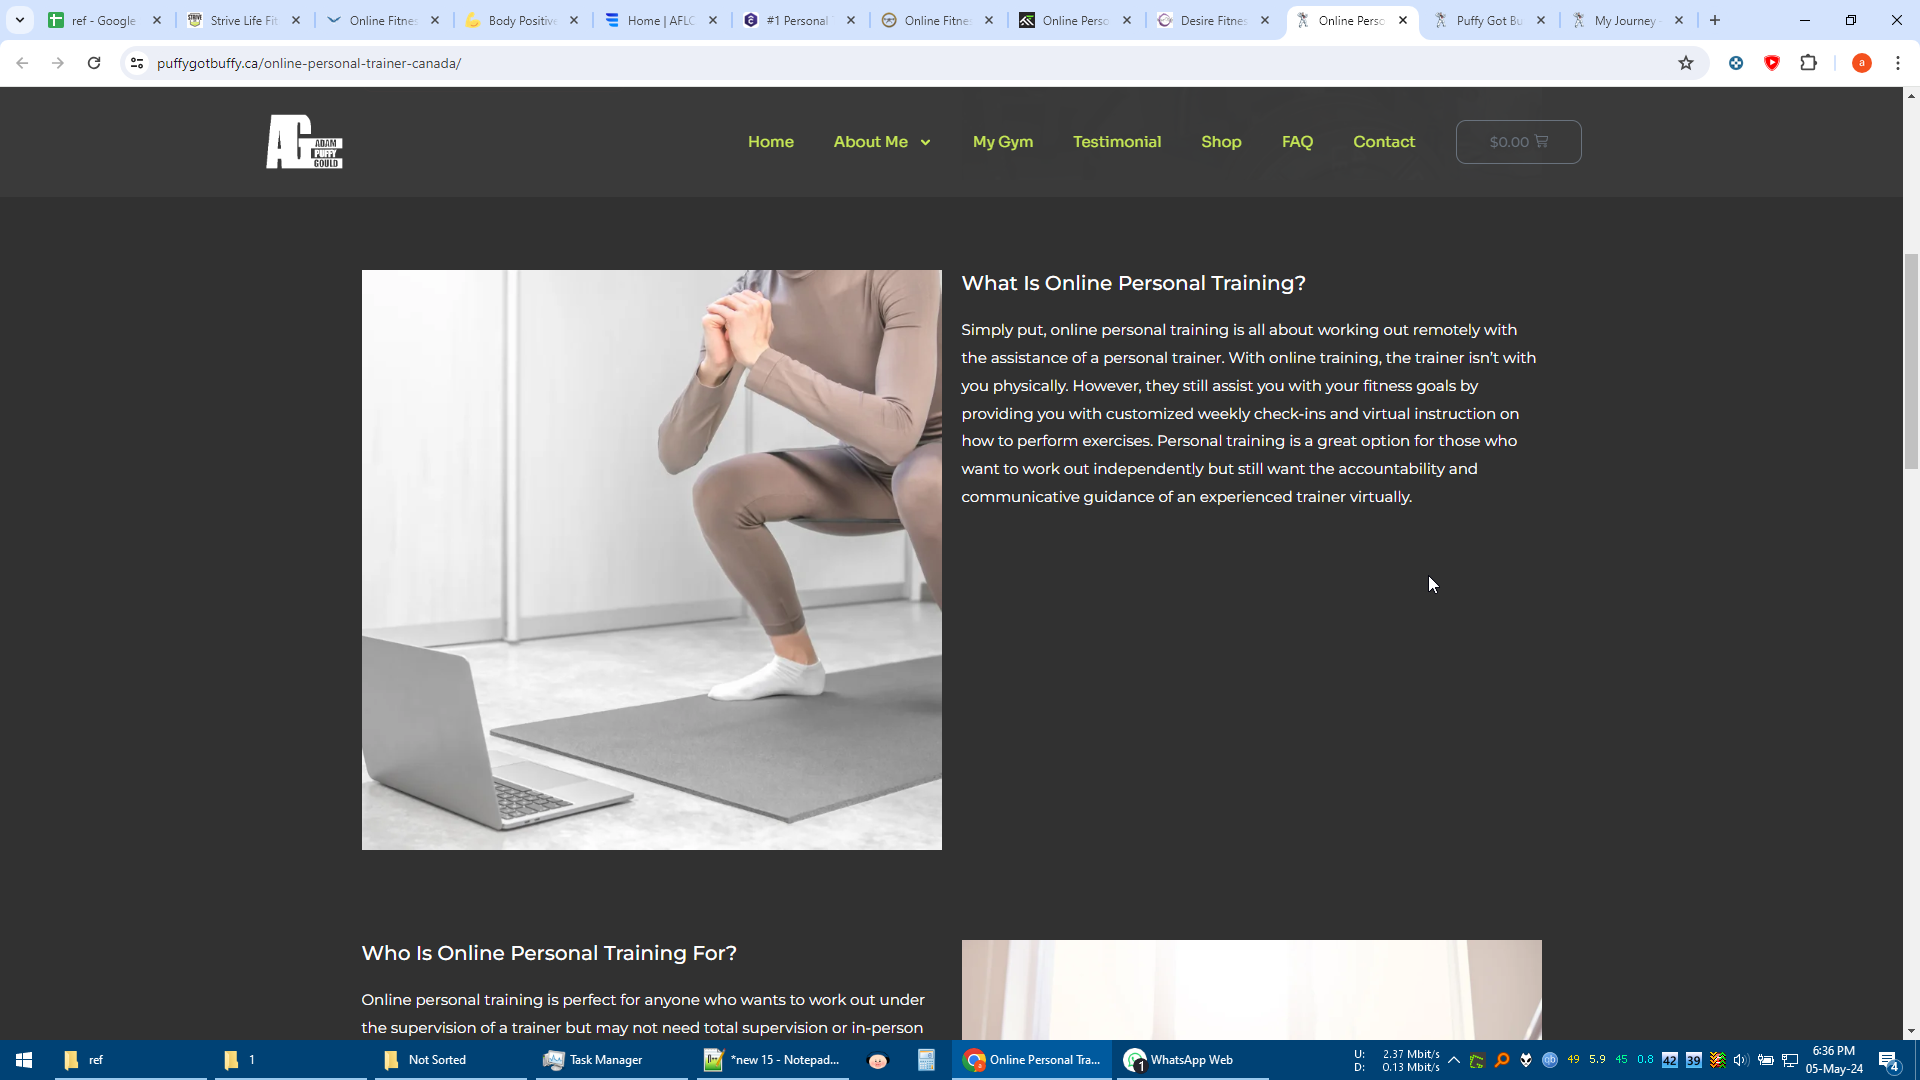 ref - Google
Strive Life Fit
Online Fitnes
Body Positive
Home | AFLC
#1 Personal
Online Fitne
Online Perso
Desire Fitnes
Online Perso
Puffy Got Bu
My Journey
puffygotbuffy.ca/online-personal-trainer-canada/
a
AG ADAM PUFFY GOULD
Home
About Me
My Gym
Testimonial
Shop
FAQ
Contact
$0.00
What Is Online Personal Training?
Simply put, online personal training is all about working out remotely with
the assistance of a personal trainer. With online training, the trainer isn't with
you physically. However, they still assist you with your fitness goals by
providing you with customized weekly check-ins and virtual instruction on
how to perform exercises. Personal training is a great option for those who
want to work out independently but still want the accountability and
communicative guidance of an experienced trainer virtually.
Who Is Online Personal Training For?
Online personal training is perfect for anyone who wants to work out under
the supervision of a trainer but may not need total supervision or in-person
ref
1
Not Sorted
Task Manager
*new 15 - Notepad...
Online Personal Tra...
1
WhatsApp Web
U: 2.37 Mbit/s
D: 0.13 Mbit/s
qb
49
5.9
45
0.8
42
39
6:36 PM
05-May-24
4